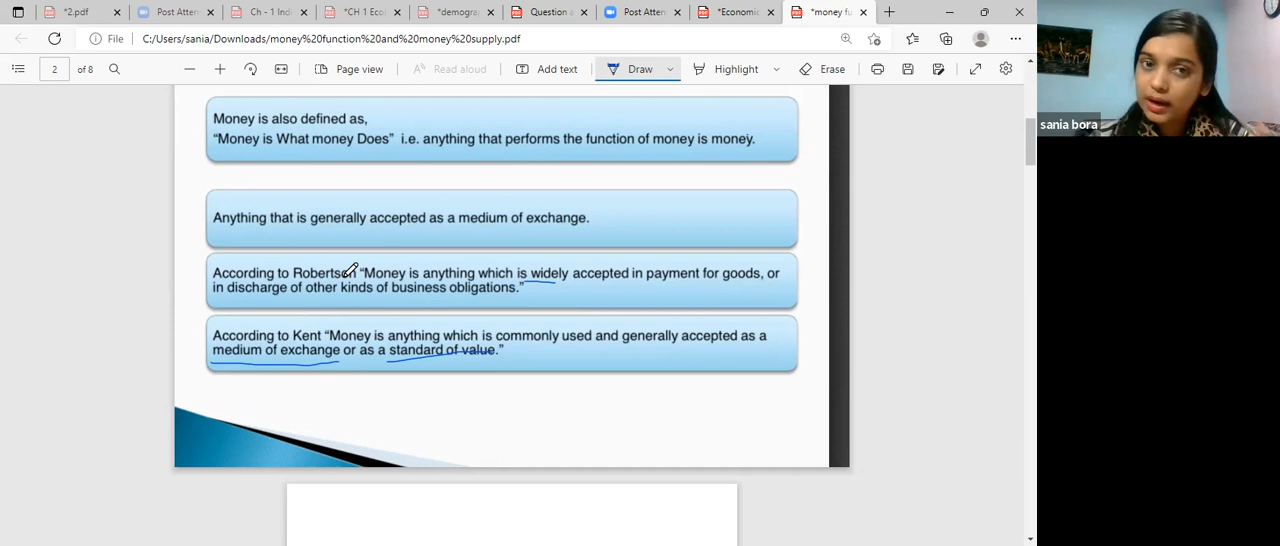 *2.pdf
Post Atten
Ch - 1 Ind
*CH 1 Eco
*demogra
Question a
Post Atten
*Economic
*money fu
File
C:/Users/sania/Downloads/money%20function%20and%20money%20supply.pdf
2 of 8
Page view
Read aloud
Add text
Draw
Highlight
Erase
sania bora
Money is also defined as,
“Money is What money Does” i.e. anything that performs the function of money is money.
Anything that is generally accepted as a medium of exchange.
According to Robertson “Money is anything which is widely accepted in payment for goods, or
in discharge of other kinds of business obligations.”
According to Kent “Money is anything which is commonly used and generally accepted as a
medium of exchange or as a standard of value.”